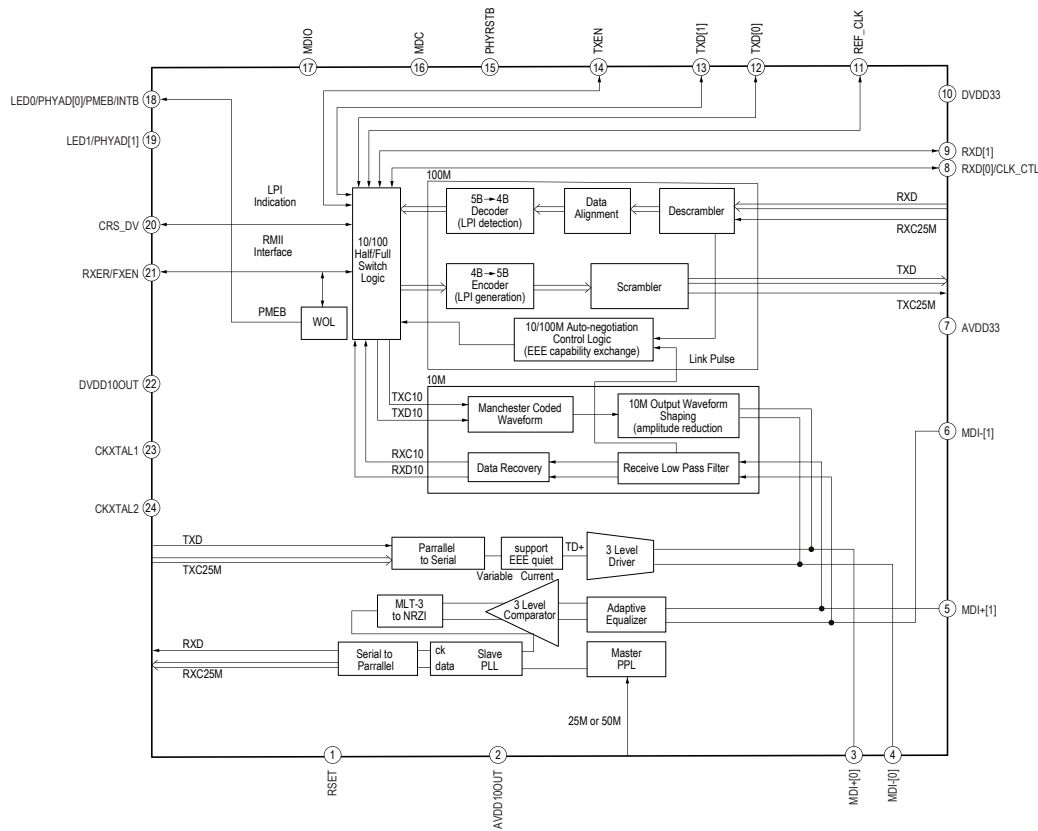 MDIO
MDC
PHYRSTB
TXEN
TXD[1]
TXD[0]
REF_CLK
17
16
15
14
13
12
11
LED0/PHYAD[0]/PMEB/INTB
18
10
DVDD33
LED1/PHYAD[1]
19
9
RXD[1]
8
RXD[0]/CLK_CTL
100M
LPI
Indication
5B→4B
Decoder
(LPI detection)
Data
Alignment
Descrambler
RXD
RXC25M
CRS_DV
20
RMII
Interface
10/100
Half/Full
Switch
Logic
RXER/FXEN
21
4B→5B
Encoder
(LPI generation)
Scrambler
TXD
TXC25M
PMEB
WOL
7
AVDD33
10/100M Auto-negotiation
Control Logic
(EEE capability exchange)
Link Pulse
DVDD10OUT
22
10M
TXC10
TXD10
Manchester Coded
Waveform
10M Output Waveform
Shaping
(amplitude reduction
6
MDI-[1]
CKXTAL1
23
RXC10
RXD10
Data Recovery
Receive Low Pass Filter
CKXTAL2
24
TXD
TXC25M
Parrallel
to Serial
support
EEE quiet
TD+
3 Level
Driver
Variable Current
MLT-3
to NRZI
3 Level
Comparator
Adaptive
Equalizer
5
MDI+[1]
RXD
RXC25M
Serial to
Parrallel
ck
data
Slave
PLL
Master
PPL
25M or 50M
1
2
3
4
RSET
AVDD10OUT
MDI+[0]
MDI-[0]